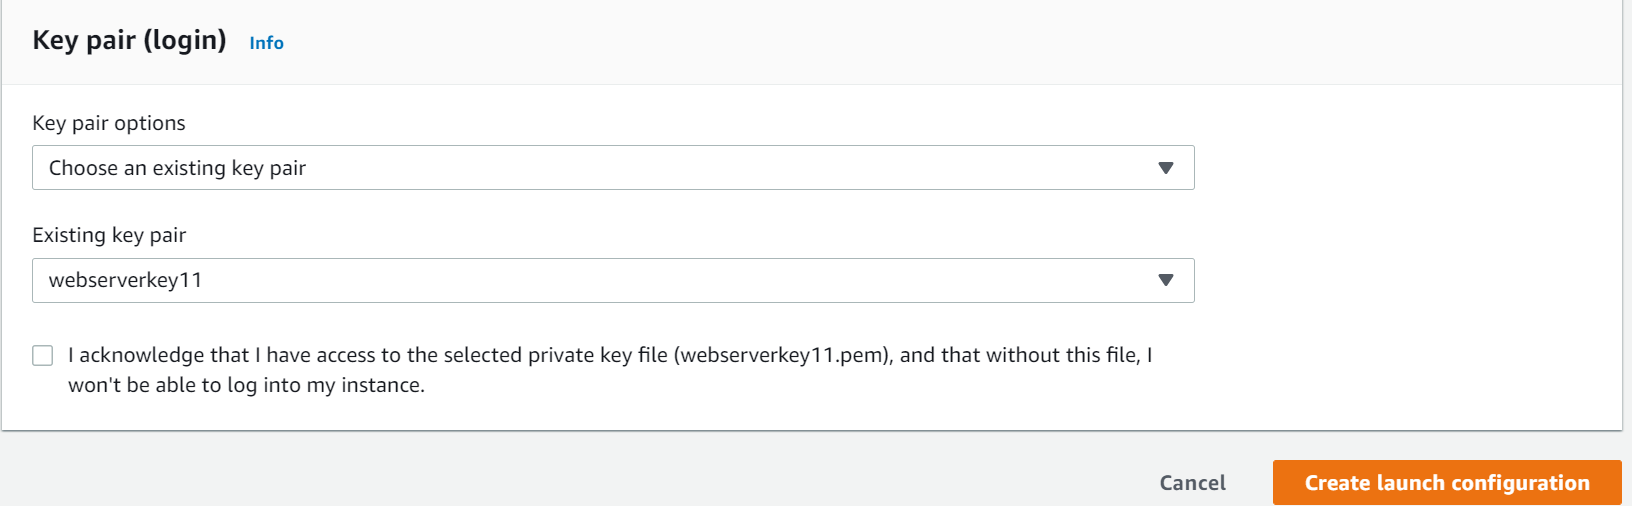 Key pair (login) Info
Key pair options
Choose an existing key pair
Existing key pair
webserverkey11
I acknowledge that I have access to the selected private key file (webserverkey11.pem), and that without this file, I
won't be able to log into my instance.
Cancel Create launch configuration